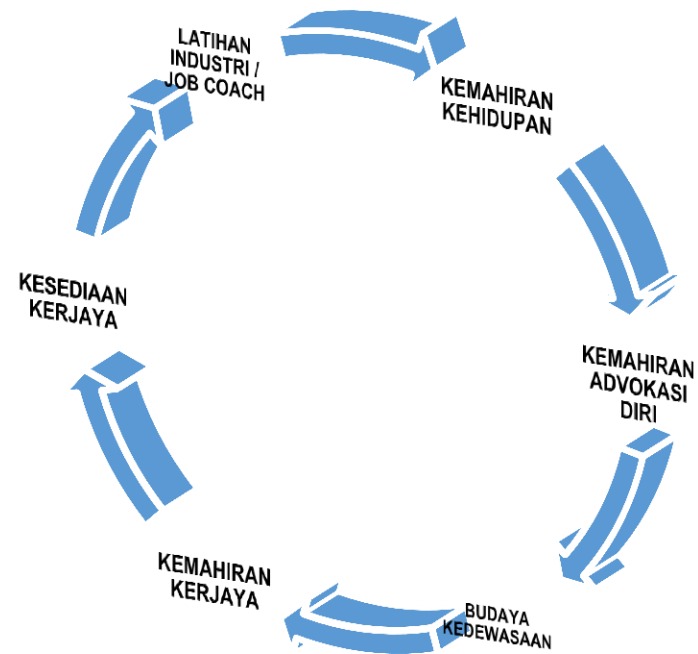 LATIHAN
INDUSTRI /
JOB COACH
KEMAHIRAN
KEHIDUPAN
KEMAHIRAN
ADVOKASI
DIRI
BUDAYA
KEDEWASAAN
KEMAHIRAN
KERJAYA
KESEDIAAN
KERJAYA